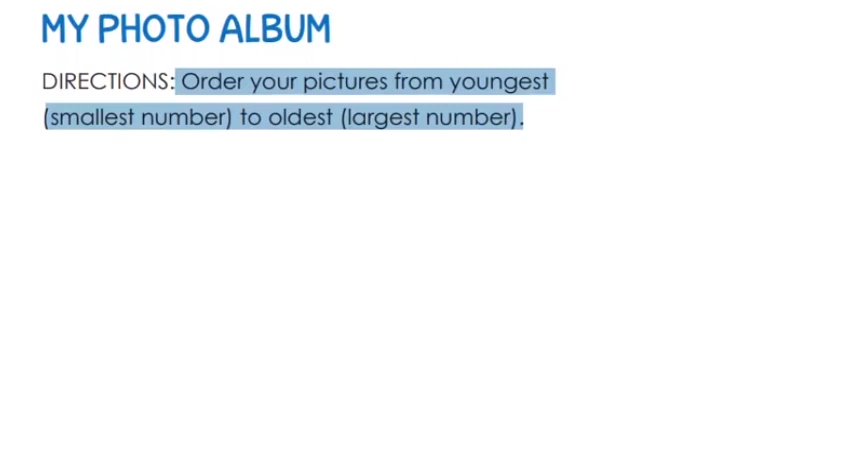 MY PHOTO ALBUM
DIRECTIONS: Order your pictures from youngest
(smallest number) to oldest (largest number).